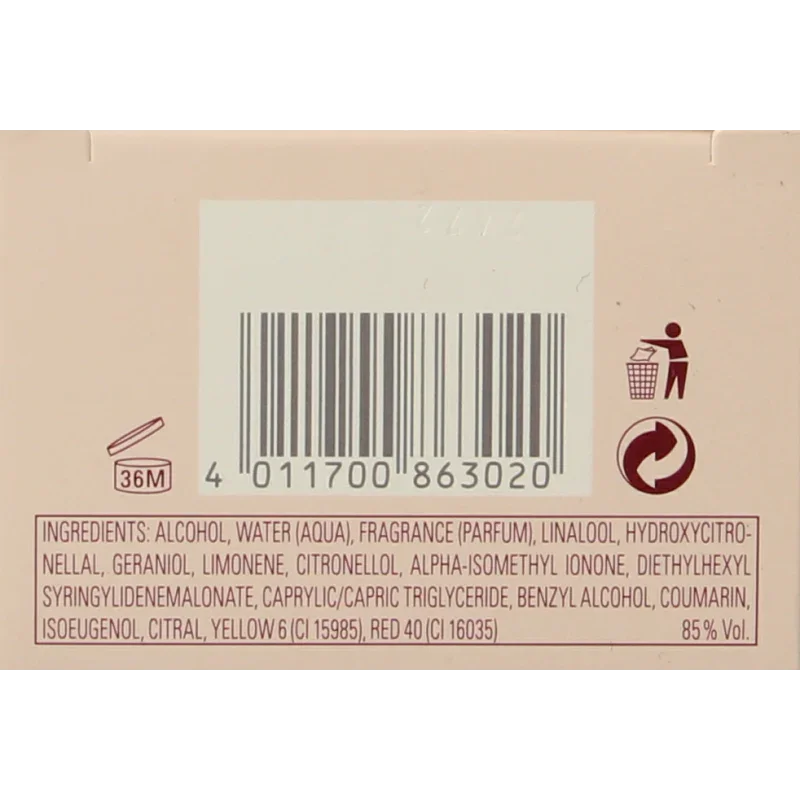 36M
4 011700 863020
INGREDIENTS: ALCOHOL, WATER (AQUA), FRAGRANCE (PARFUM), LINALOOL, HYDROXYCITRO-
NELLAL, GERANIOL, LIMONENE, CITRONELLOL, ALPHA-ISOMETHYL IONONE, DIETHYLHEXYL
SYRINGYLIDENEMALONATE, CAPRYLIC/CAPRIC TRIGLYCERIDE, BENZYL ALCOHOL, COUMARIN,
ISOEUGENOL, CITRAL, YELLOW 6 (CI 15985), RED 40 (CI 16035) 85% Vol.